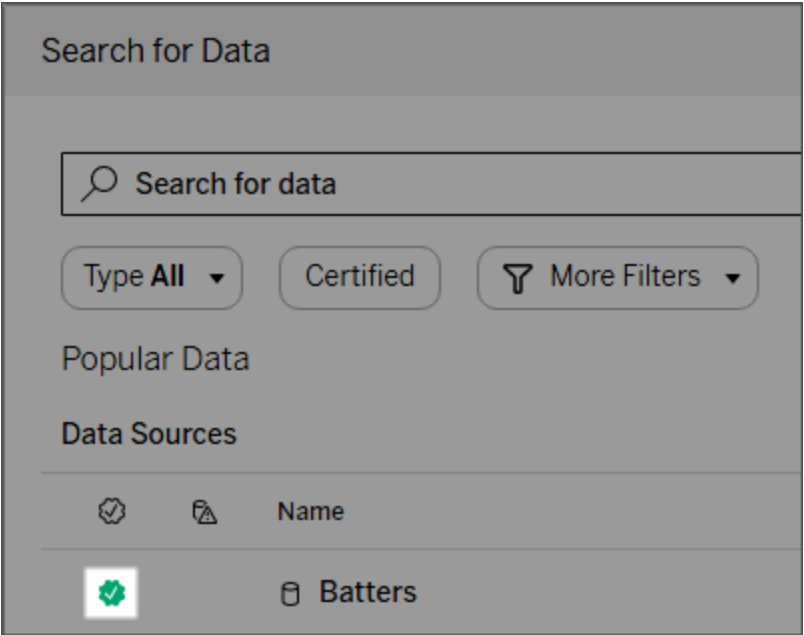 Search for Data
Search for data
Type All
Certified
More Filters
Popular Data
Data Sources
Name
Batters